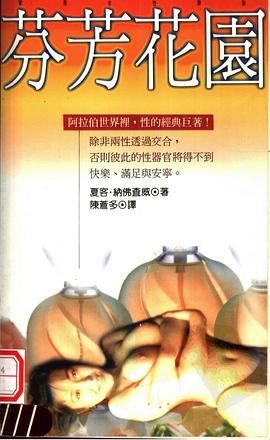 芬芳花園
阿拉伯世界裡，性的經典巨著！
除非兩性透過交合，
否則彼此的性器官將得不到
快樂、滿足與安寧。
夏客·納佛查威●著
陳蒼多●譯
4